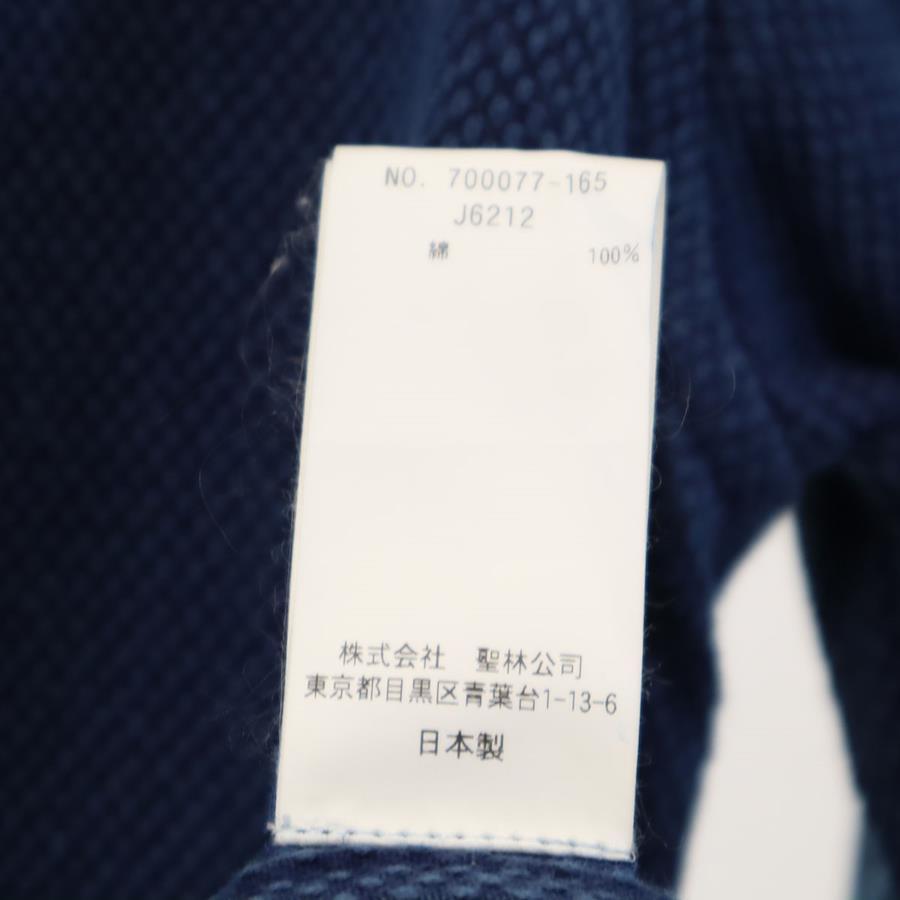 NO. 700077-165
J6212
綿 100%
株式会社 聖林公司
東京都目黒区青葉台1-13-6
日本製